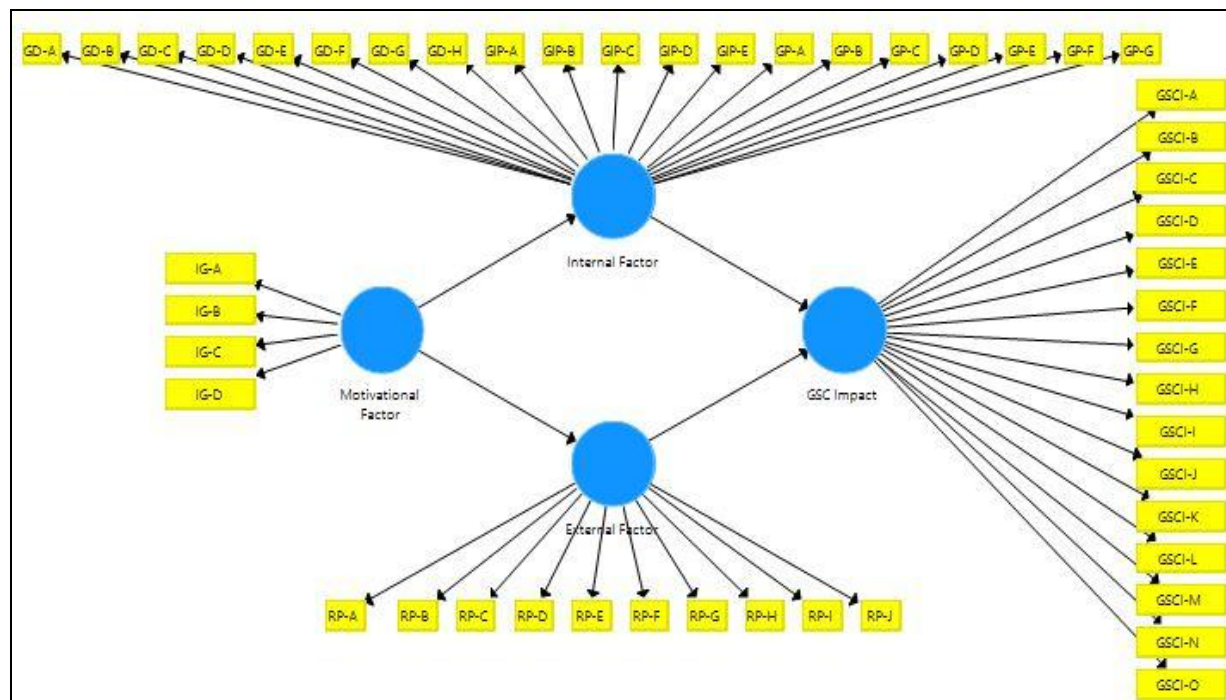 GD-A
GD-B
GD-C
GD-D
GD-E
GD-F
GD-G
GD-H
GIP-A
GIP-B
GIP-C
GIP-D
GIP-E
GP-A
GP-B
GP-C
GP-D
GP-E
GP-F
GP-G
GSCI-A
GSCI-B
GSCI-C
GSCI-D
GSCI-E
GSCI-F
GSCI-G
GSCI-H
GSCI-I
GSCI-J
GSCI-K
GSCI-L
GSCI-M
GSCI-N
GSCI-O
Internal Factor
IG-A
IG-B
IG-C
IG-D
Motivational
Factor
GSC Impact
External Factor
RP-A
RP-B
RP-C
RP-D
RP-E
RP-F
RP-G
RP-H
RP-I
RP-J